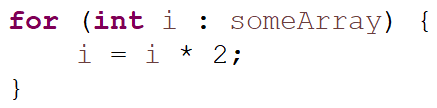 for (int i : someArray) {
    i = i * 2;
}